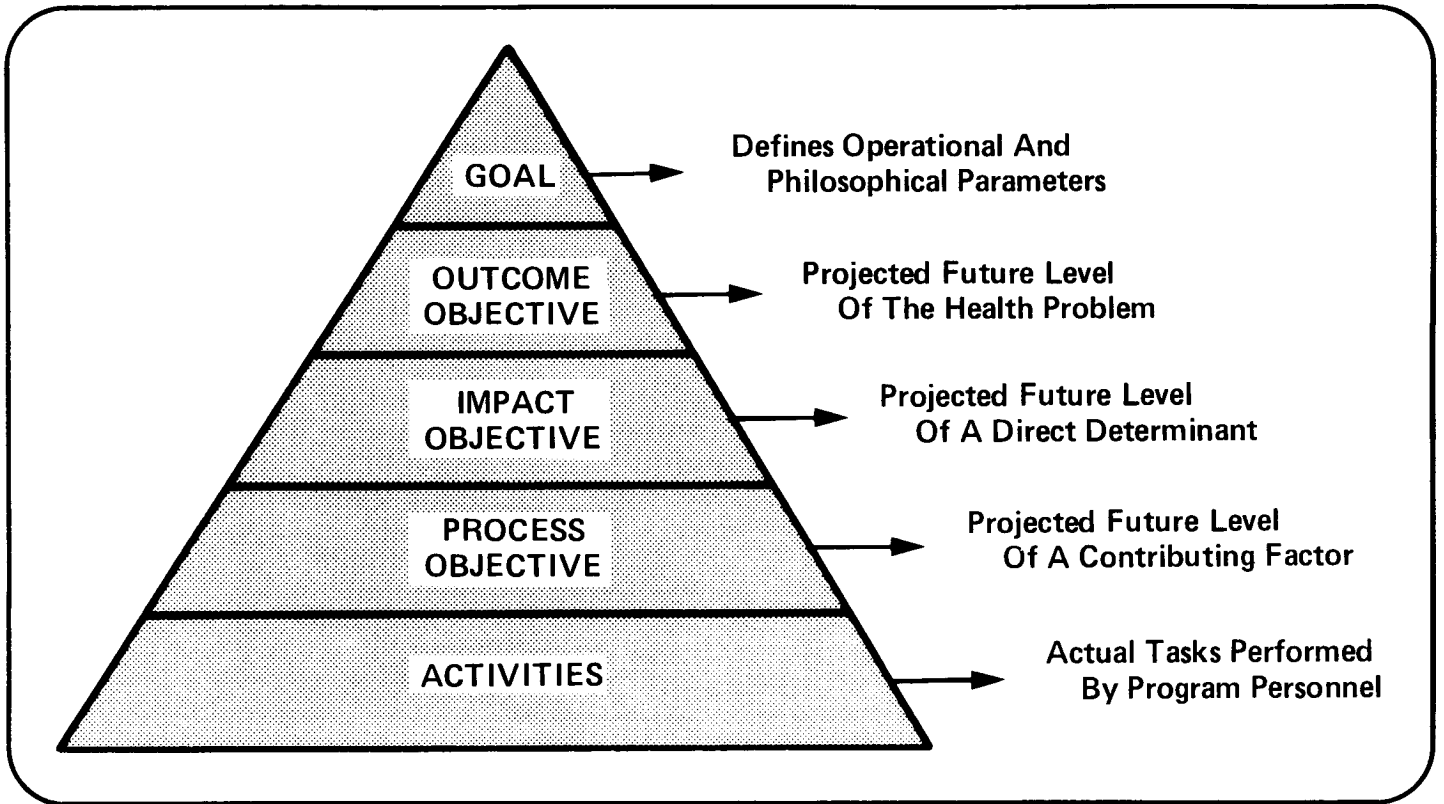 GOAL
Defines Operational And
Philosophical Parameters
OUTCOME
OBJECTIVE
Projected Future Level
Of The Health Problem
IMPACT
OBJECTIVE
Projected Future Level
Of A Direct Determinant
PROCESS
OBJECTIVE
Projected Future Level
Of A Contributing Factor
ACTIVITIES
Actual Tasks Performed
By Program Personnel